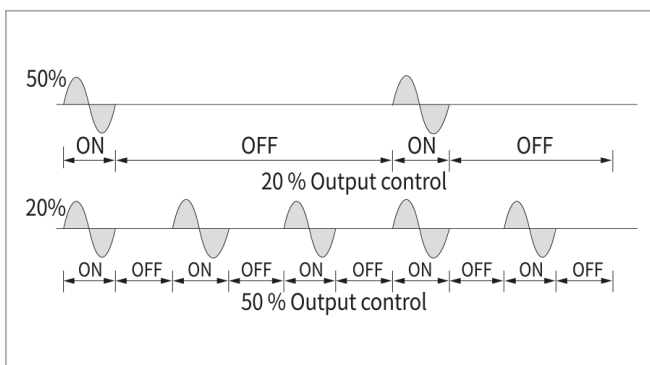 50%
ON OFF ON OFF
20 % Output control
20%
ON OFF ON OFF ON OFF ON OFF ON OFF
50 % Output control